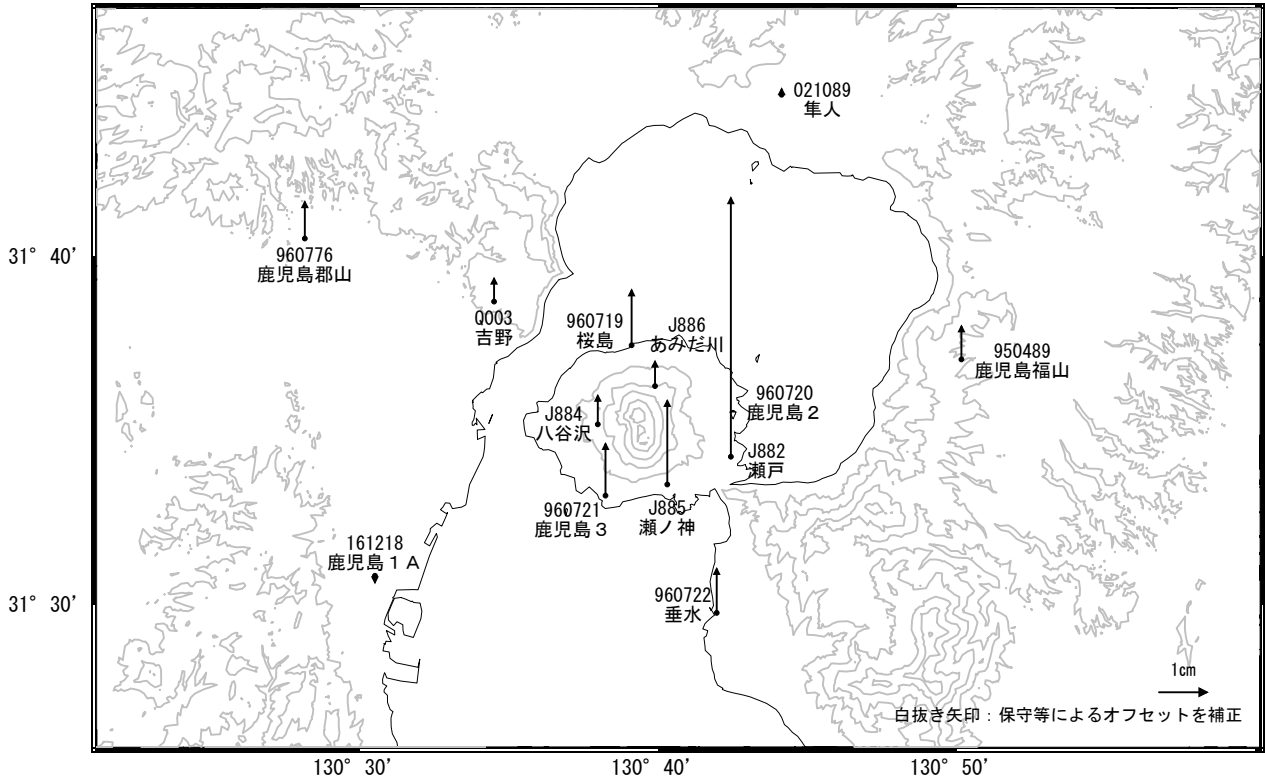 021089
隼人
31° 40'
960776
鹿児島郡山
Q003
吉野
960719
桜島
J886
あみだ川
950489
鹿児島福山
960720
鹿児島2
J884
八谷沢
J882
瀬戸
960721
鹿児島3
J885
瀬ノ神
161218
鹿児島1A
31° 30'
960722
垂水
1cm
白抜き矢印：保守等によるオフセットを補正
130° 30'
130° 40'
130° 50'